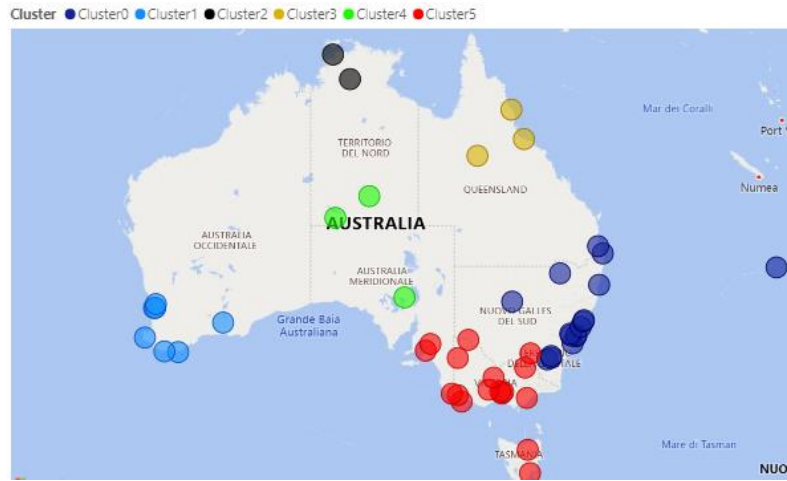 Cluster Cluster0 Cluster1 Cluster2 Cluster3 Cluster4 Cluster5
Mar dei Coralli
Port
TERRITORIO
DEL NORD
Numea
QUEENSLAND
AUSTRALIA
AUSTRALIA
OCCIDENTALE
AUSTRALIA
MERIDIONALE
NUOVO GALLES
DEL SUD
Grande Baia
Australiana
Mare di Tasman
TASMANIA
NUO